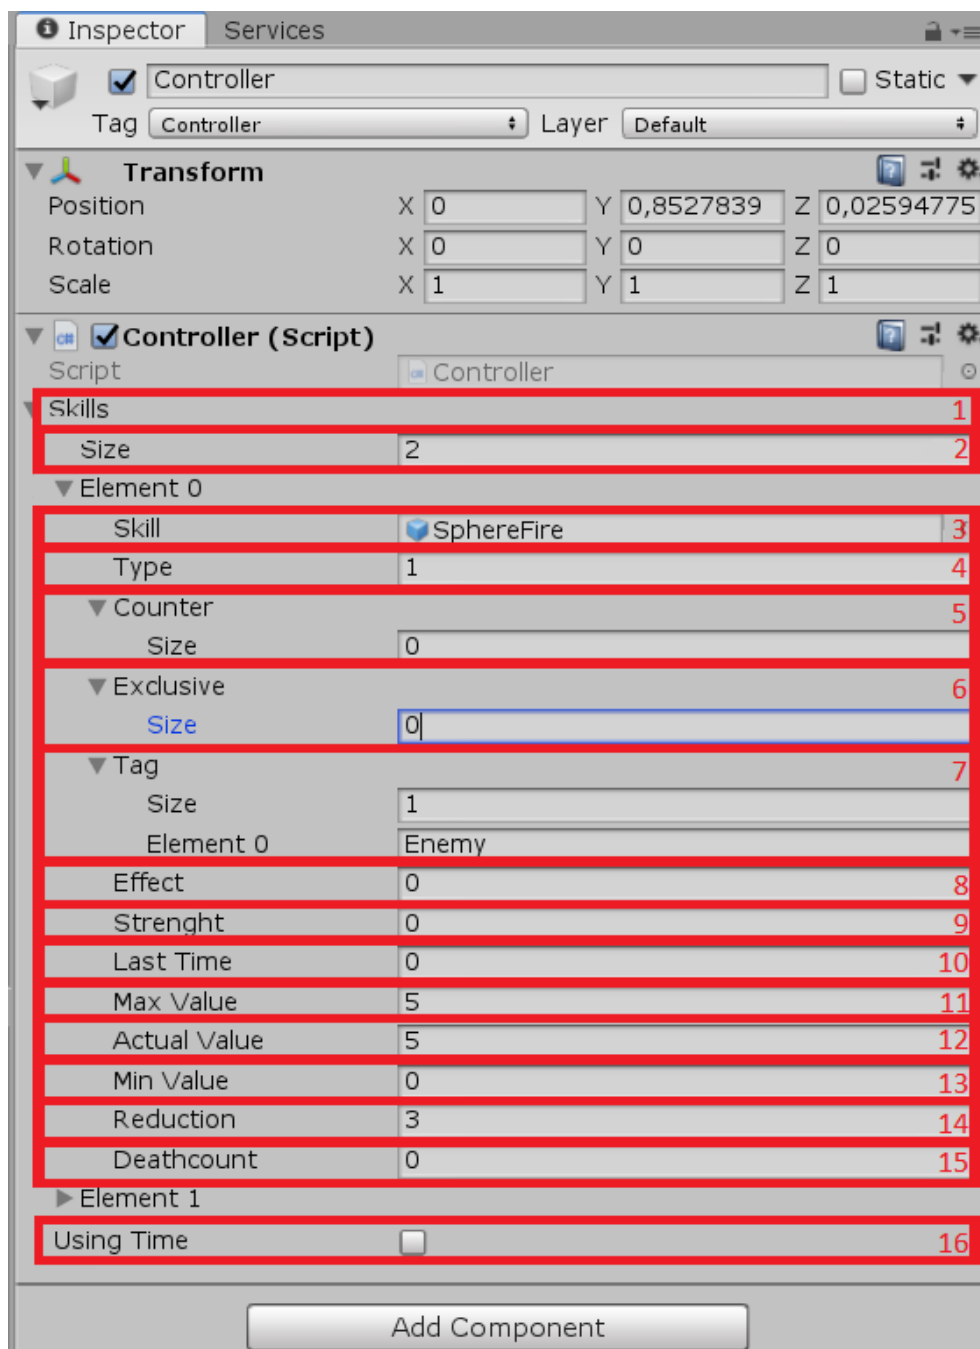 Inspector Services
Controller Static
Tag Controller Layer Default
Transform
Position X 0 Y 0,8527839 Z 0,02594775
Rotation X 0 Y 0 Z 0
Scale X 1 Y 1 Z 1
c# Controller (Script)
Script Controller
Skills 1
Size 2 2
Element 0
Skill SphereFire 3
Type 1 4
Counter 5
Size 0
Exclusive 6
Size 0
Tag 7
Size 1
Element 0 Enemy
Effect 0 8
Strenght 0 9
Last Time 0 10
Max Value 5 11
Actual Value 5 12
Min Value 0 13
Reduction 3 14
Deathcount 0 15
Element 1
Using Time 16
Add Component